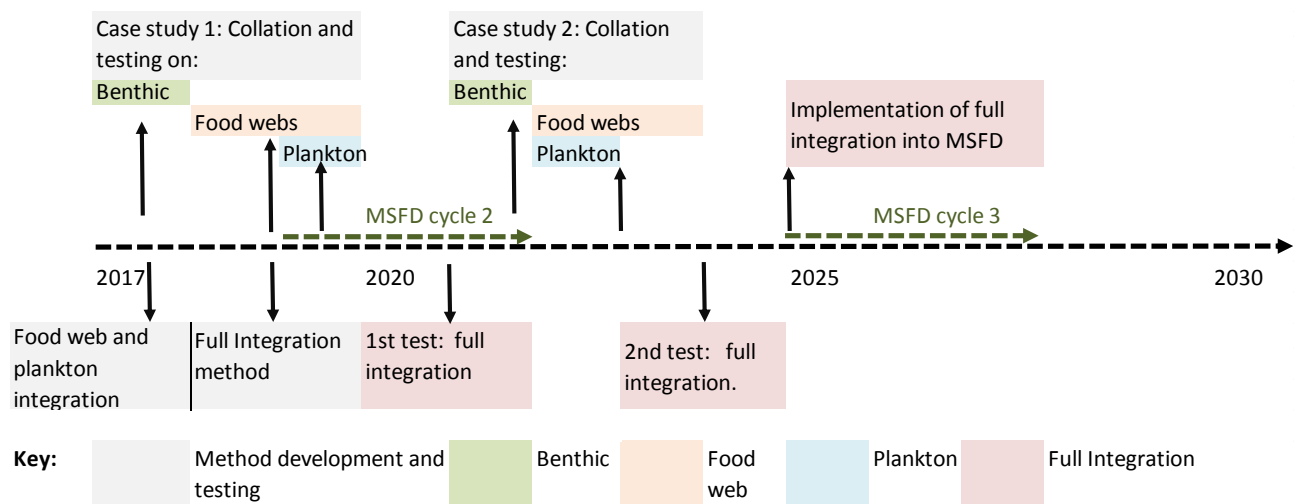 Case study 1: Collation and
testing on:
Benthic
Food webs
Plankton
Case study 2: Collation
and testing:
Benthic
Food webs
Plankton
Implementation of full
integration into MSFD
MSFD cycle 2
MSFD cycle 3
2017
2020
2025
2030
Food web and
plankton
integration
Full Integration
method
1st test: full
integration
2nd test: full
integration.
Key:
Method development and
testing
Benthic
Food
web
Plankton
Full Integration